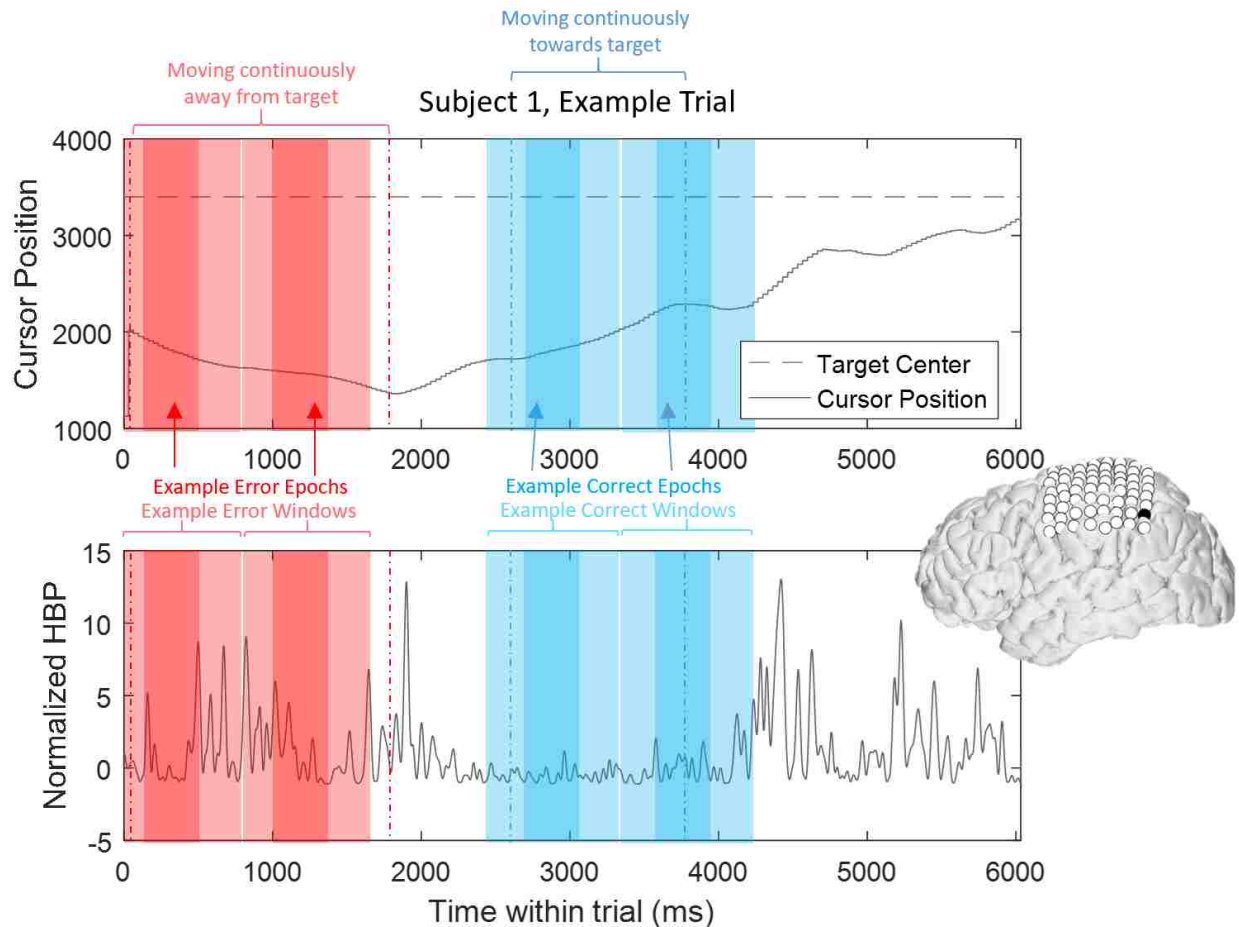 Moving continuously
towards target
Moving continuously
away from target
Subject 1, Example Trial
4000
3000
2000
1000
Cursor Position
Target Center
Cursor Position
0
1000
2000
3000
4000
5000
6000
Example Error Epochs
Example Error Windows
Example Correct Epochs
Example Correct Windows
15
10
5
0
-5
Normalized HBP
0
1000
2000
3000
4000
5000
6000
Time within trial (ms)